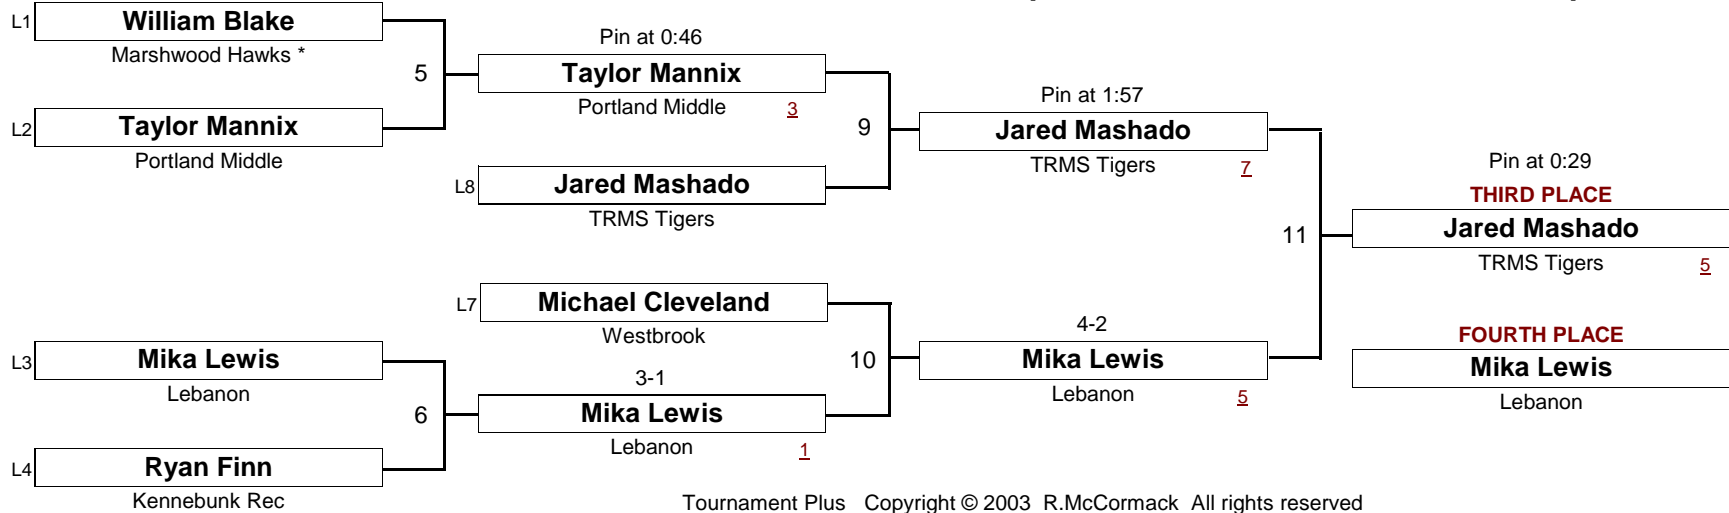 L1 William Blake
Marshwood Hawks *
5
L2 Taylor Mannix
Portland Middle
Pin at 0:46
Taylor Mannix
Portland Middle 3
9
L8 Jared Mashado
TRMS Tigers
Pin at 1:57
Jared Mashado
TRMS Tigers 7
L7 Michael Cleveland
Westbrook
10
L3 Mika Lewis
Lebanon
6
L4 Ryan Finn
Kennebunk Rec
3-1
Mika Lewis
Lebanon 1
4-2
Mika Lewis
Lebanon 5
11
Pin at 0:29
THIRD PLACE
Jared Mashado
TRMS Tigers 5
FOURTH PLACE
Mika Lewis
Lebanon
Tournament Plus Copyright © 2003 R.McCormack All rights reserved